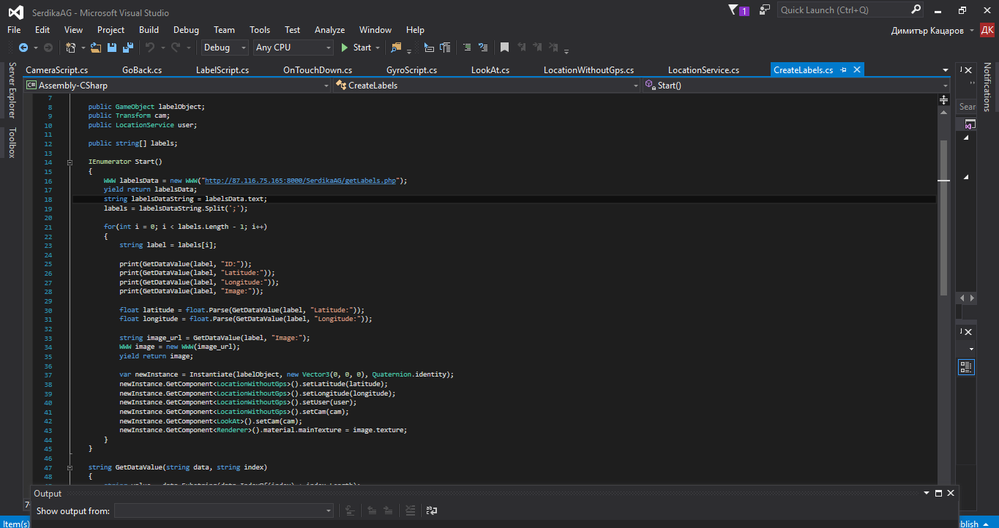 SerdikaAG - Microsoft Visual Studio
1
Quick Launch (Ctrl+Q)
File Edit View Project Build Debug Team Tools Test Analyze Window Help
Димитър Кацаров ДК
Debug Any CPU Start
CameraScript.cs GoBack.cs LabelScript.cs OnTouchDown.cs GyroScript.cs LookAt.cs LocationWithoutGps.cs LocationService.cs CreateLabels.cs
Server Explorer
Toolbox
Notifications
C# Assembly-CSharp CreateLabels Start()
Sear
7
8 public GameObject labelObject;
9 public Transform cam;
10 public LocationService user;
11
12 public string[] labels;
13
14 IEnumerator Start()
15 {
16 WWW labelsData = new WWW("http://87.116.75.165:8000/SerdikaAG/getLabels.php");
17 yield return labelsData;
18 string labelsDataString = labelsData.text;
19 labels = labelsDataString.Split(';');
20
21 for(int i = 0; i < labels.Length - 1; i++)
22 {
23 string label = labels[i];
24
25 print(GetDataValue(label, "ID:"));
26 print(GetDataValue(label, "Latitude:"));
27 print(GetDataValue(label, "Longitude:"));
28 print(GetDataValue(label, "Image:"));
29
30 float latitude = float.Parse(GetDataValue(label, "Latitude:"));
31 float longitude = float.Parse(GetDataValue(label, "Longitude:"));
32
33 string image_url = GetDataValue(label, "Image:");
34 WWW image = new WWW(image_url);
35 yield return image;
36
37 var newInstance = Instantiate(labelObject, new Vector3(0, 0, 0), Quaternion.identity);
38 newInstance.GetComponent<LocationWithoutGps>().setLatitude(latitude);
39 newInstance.GetComponent<LocationWithoutGps>().setLongitude(longitude);
40 newInstance.GetComponent<LocationWithoutGps>().setUser(user);
41 newInstance.GetComponent<LocationWithoutGps>().setCam(cam);
42 newInstance.GetComponent<LookAt>().setCam(cam);
43 newInstance.GetComponent<Renderer>().material.mainTexture = image.texture;
44 }
45 }
46
47 string GetDataValue(string data, string index)
48 {
Output
Show output from:
Item(s)
blish